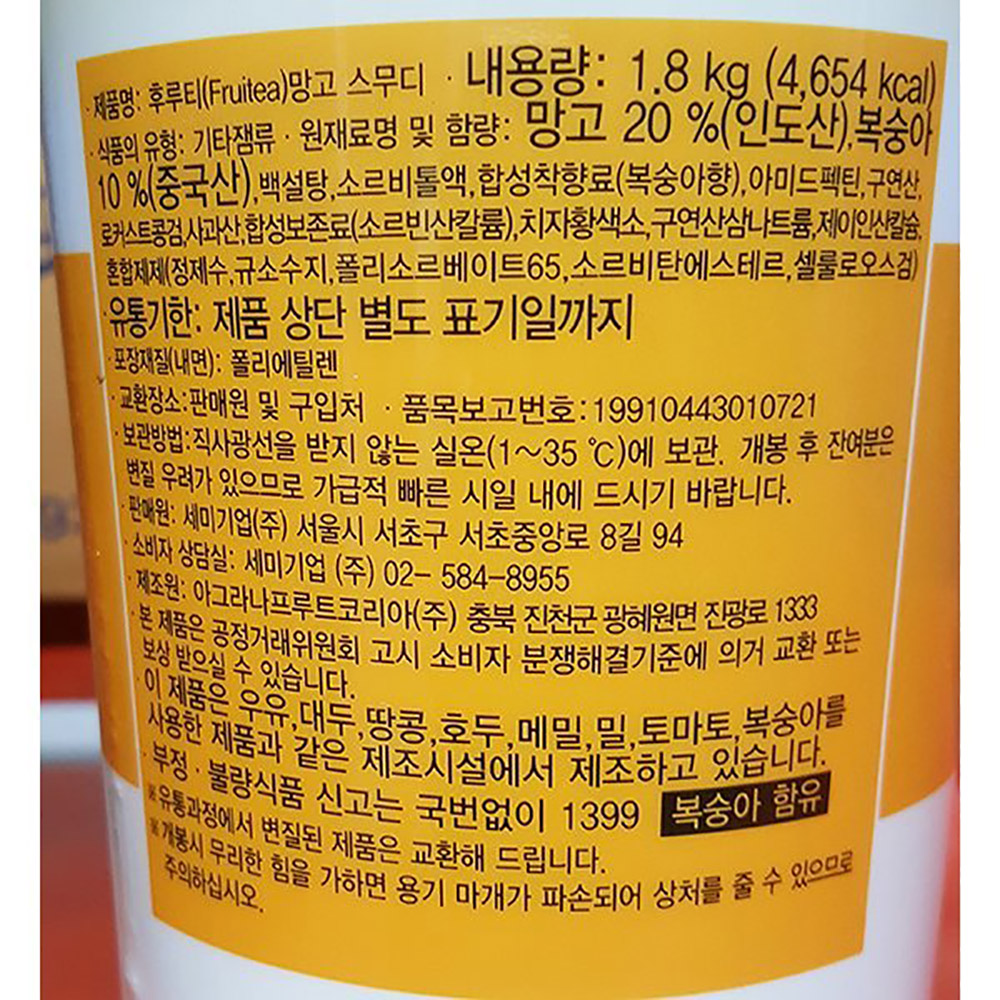 · 제품명: 후루티(Fruitea)망고 스무디 · 내용량: 1.8 kg (4,654 kcal)
· 식품의 유형: 기타잼류 · 원재료명 및 함량: 망고 20 %(인도산),복숭아
10 %(중국산),백설탕,소르비톨액,합성착향료(복숭아향),아미드펙틴,구연산,
로커스트콩검,사과산,합성보존료(소르빈산칼륨),치자황색소,구연산삼나트륨,제이인산칼슘,
혼합제제(정제수,규소수지,폴리소르베이트65,소르비탄에스테르,셀룰로오스검)
· 유통기한: 제품 상단 별도 표기일까지
· 포장재질(내면): 폴리에틸렌
· 교환장소:판매원 및 구입처 · 품목보고번호:19910443010721
· 보관방법:직사광선을 받지 않는 실온(1~35 ℃)에 보관. 개봉 후 잔여분은
변질 우려가 있으므로 가급적 빠른 시일 내에 드시기 바랍니다.
· 판매원: 세미기업(주) 서울시 서초구 서초중앙로 8길 94
· 소비자 상담실: 세미기업 (주) 02- 584-8955
· 제조원: 아그라나프루트코리아(주) 충북 진천군 광혜원면 진광로 1333
· 본 제품은 공정거래위원회 고시 소비자 분쟁해결기준에 의거 교환 또는
보상 받으실 수 있습니다.
· 이 제품은 우유,대두,땅콩,호두,메밀,밀,토마토,복숭아를
사용한 제품과 같은 제조시설에서 제조하고 있습니다.
· 부정 · 불량식품 신고는 국번없이 1399 복숭아 함유
※ 유통과정에서 변질된 제품은 교환해 드립니다.
※ 개봉시 무리한 힘을 가하면 용기 마개가 파손되어 상처를 줄 수 있으므로
주의하십시오.